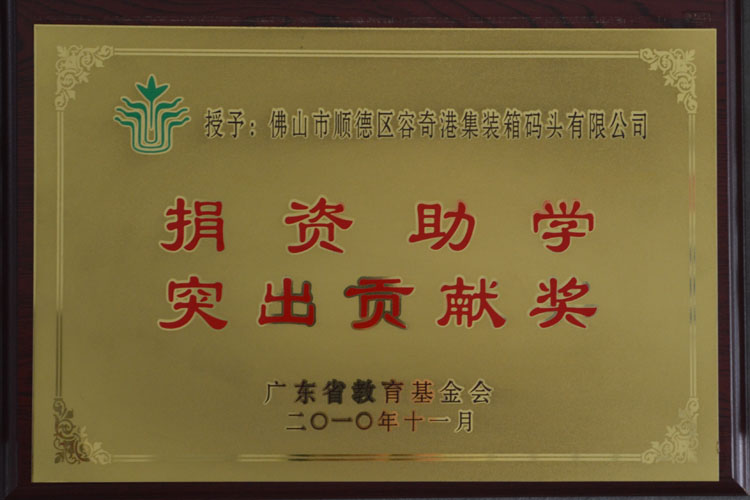 授予：佛山市顺德区容奇港集装箱码头有限公司
捐资助学
突出贡献奖
广东省教育基金会
二〇一〇年十一月